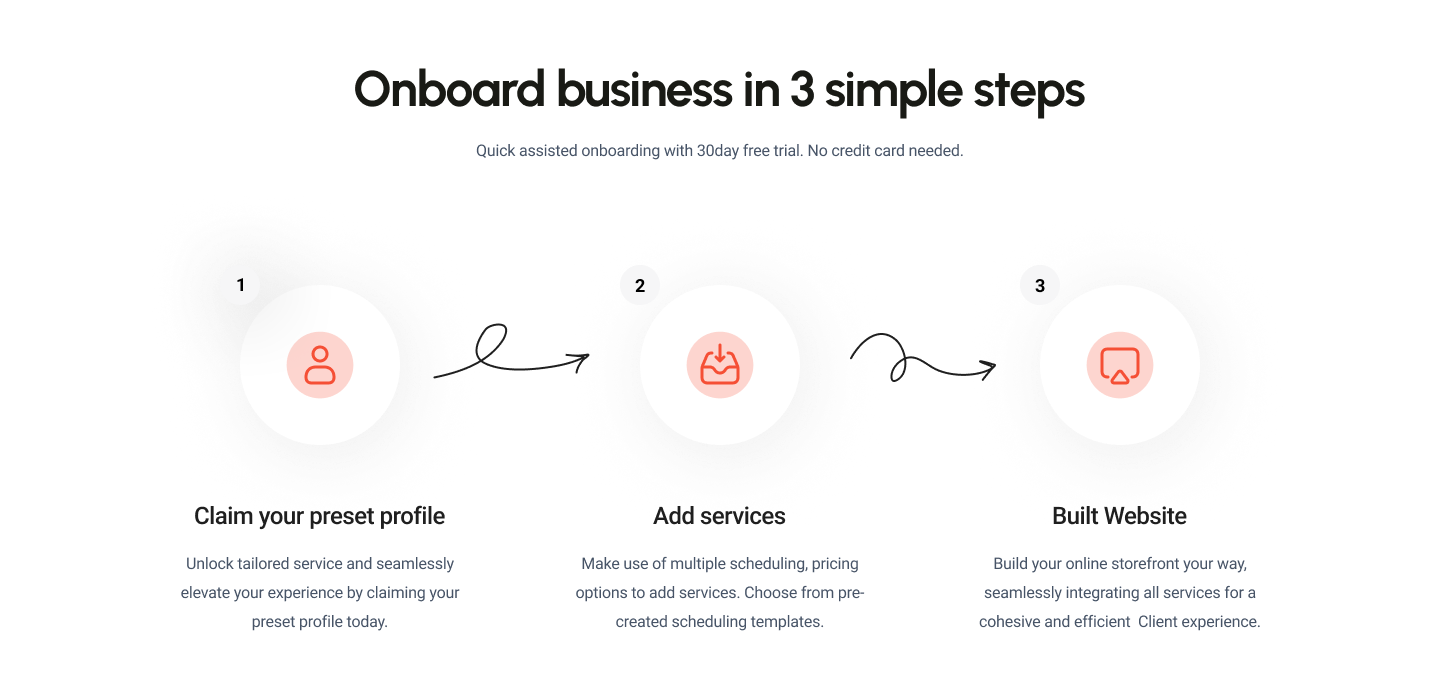 Onboard business in 3 simple steps
Quick assisted onboarding with 30day free trial. No credit card needed.
1
2
3
Claim your preset profile
Unlock tailored service and seamlessly
elevate your experience by claiming your
preset profile today.
Add services
Make use of multiple scheduling, pricing
options to add services. Choose from pre-
created scheduling templates.
Built Website
Build your online storefront your way,
seamlessly integrating all services for a
cohesive and efficient  Client experience.